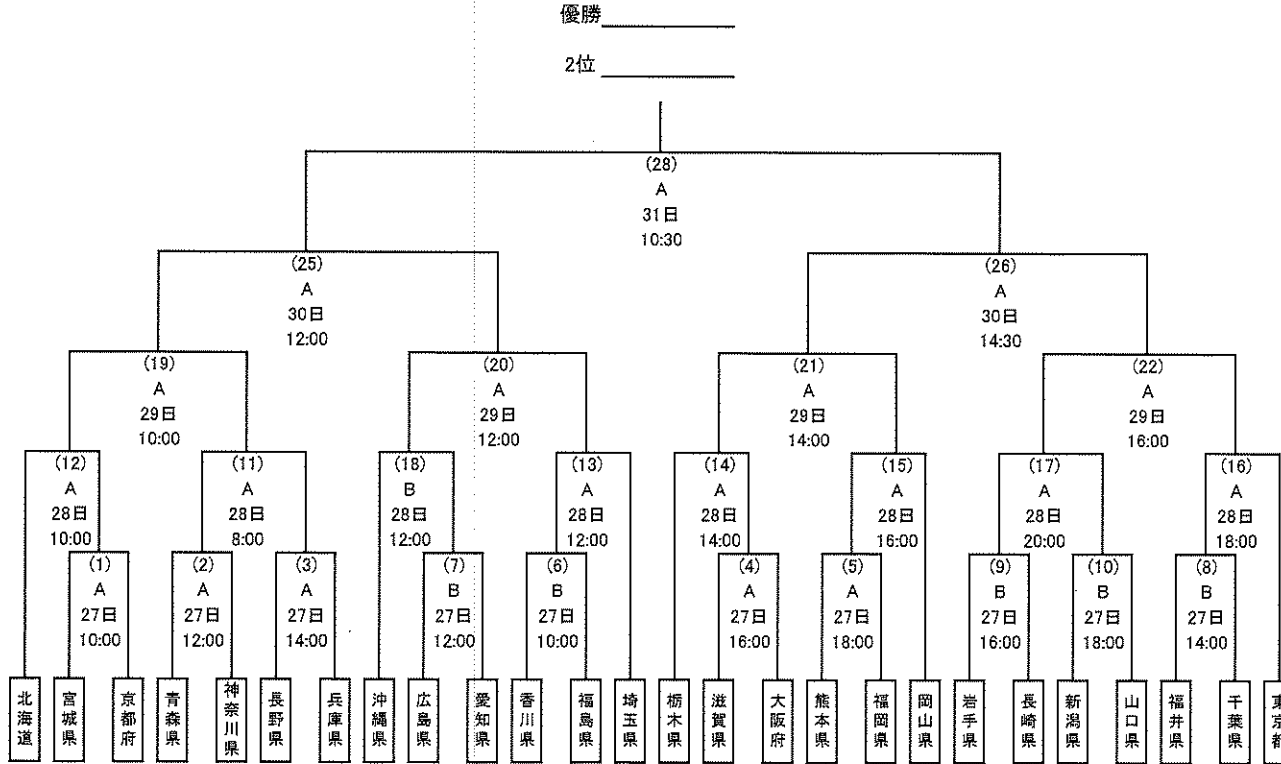 優勝
2位
(28)
A
31日
10:30
(25)
A
30日
12:00
(26)
A
30日
14:30
(19)
A
29日
10:00
(20)
A
29日
12:00
(21)
A
29日
14:00
(22)
A
29日
16:00
(12)
A
28日
10:00
(11)
A
28日
8:00
(18)
B
28日
12:00
(13)
A
28日
12:00
(14)
A
28日
14:00
(15)
A
28日
16:00
(17)
A
28日
20:00
(16)
A
28日
18:00
(1)
A
27日
10:00
(2)
A
27日
12:00
(3)
A
27日
14:00
(7)
B
27日
12:00
(6)
B
27日
10:00
(4)
A
27日
16:00
(5)
A
27日
18:00
(9)
B
27日
16:00
(10)
B
27日
18:00
(8)
B
27日
14:00
北海道
宮城県
京都府
青森県
神奈川県
長野県
兵庫県
沖縄県
広島県
愛知県
香川県
福島県
埼玉県
栃木県
滋賀県
大阪府
熊本県
福岡県
岡山県
岩手県
長崎県
新潟県
山口県
福井県
千葉県
東京都